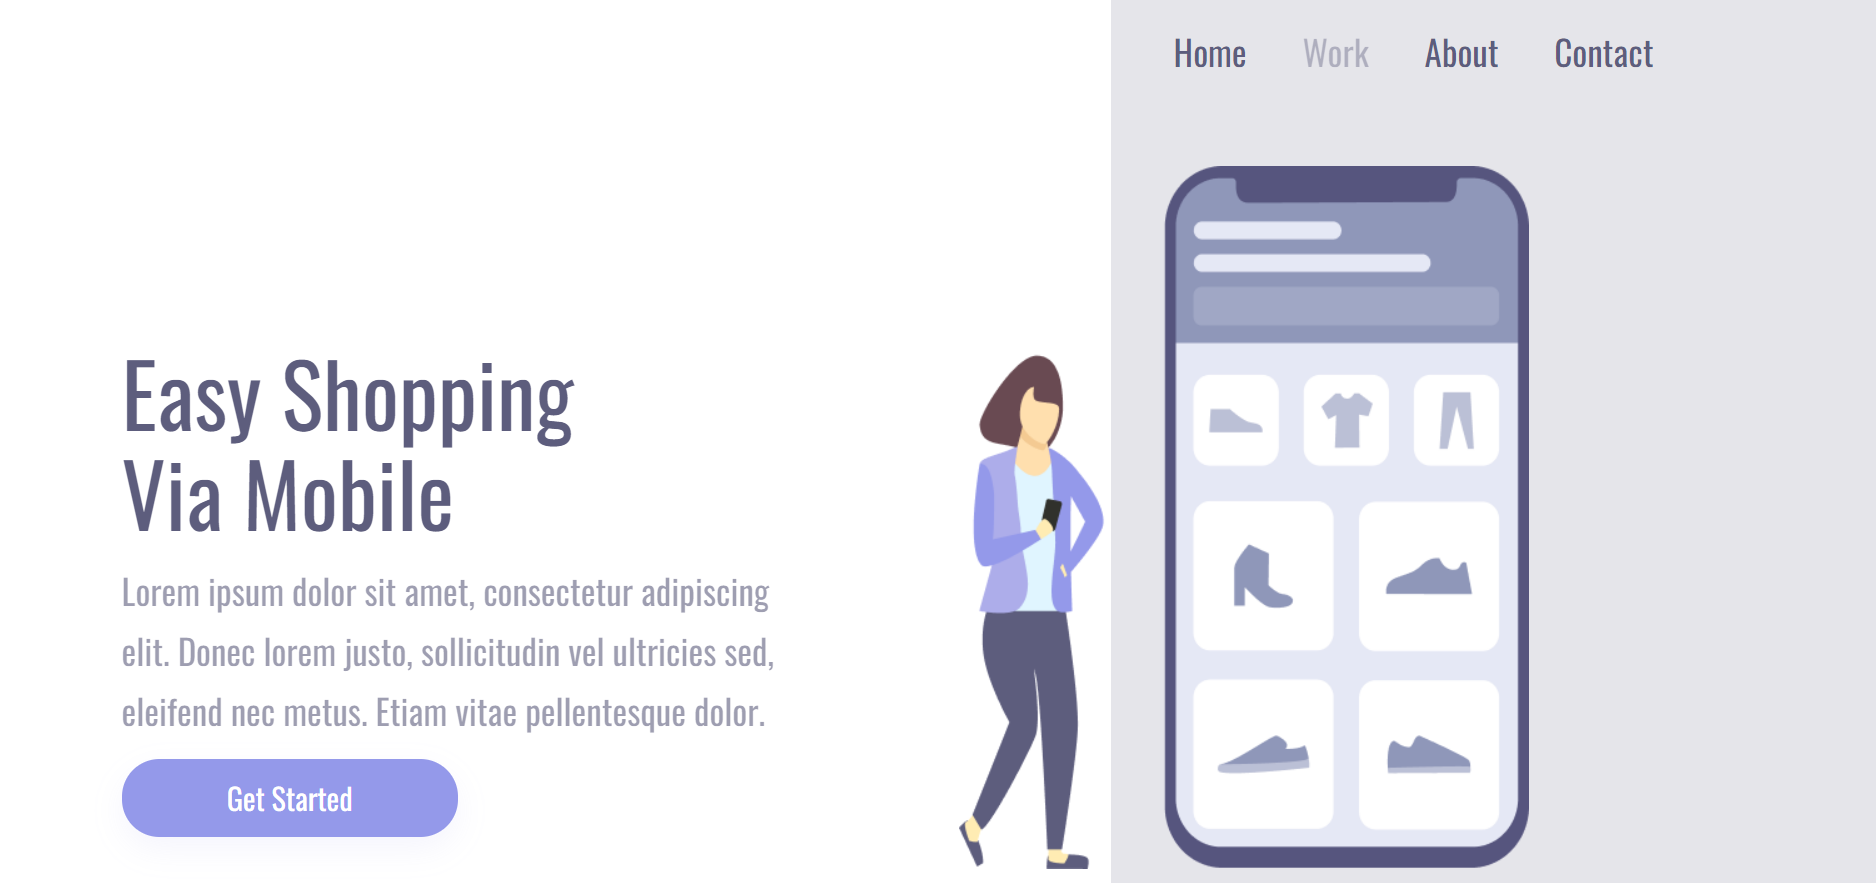 Home Work About Contact
Easy Shopping
Via Mobile
Lorem ipsum dolor sit amet, consectetur adipiscing
elit. Donec lorem justo, sollicitudin vel ultricies sed,
eleifend nec metus. Etiam vitae pellentesque dolor.
Get Started